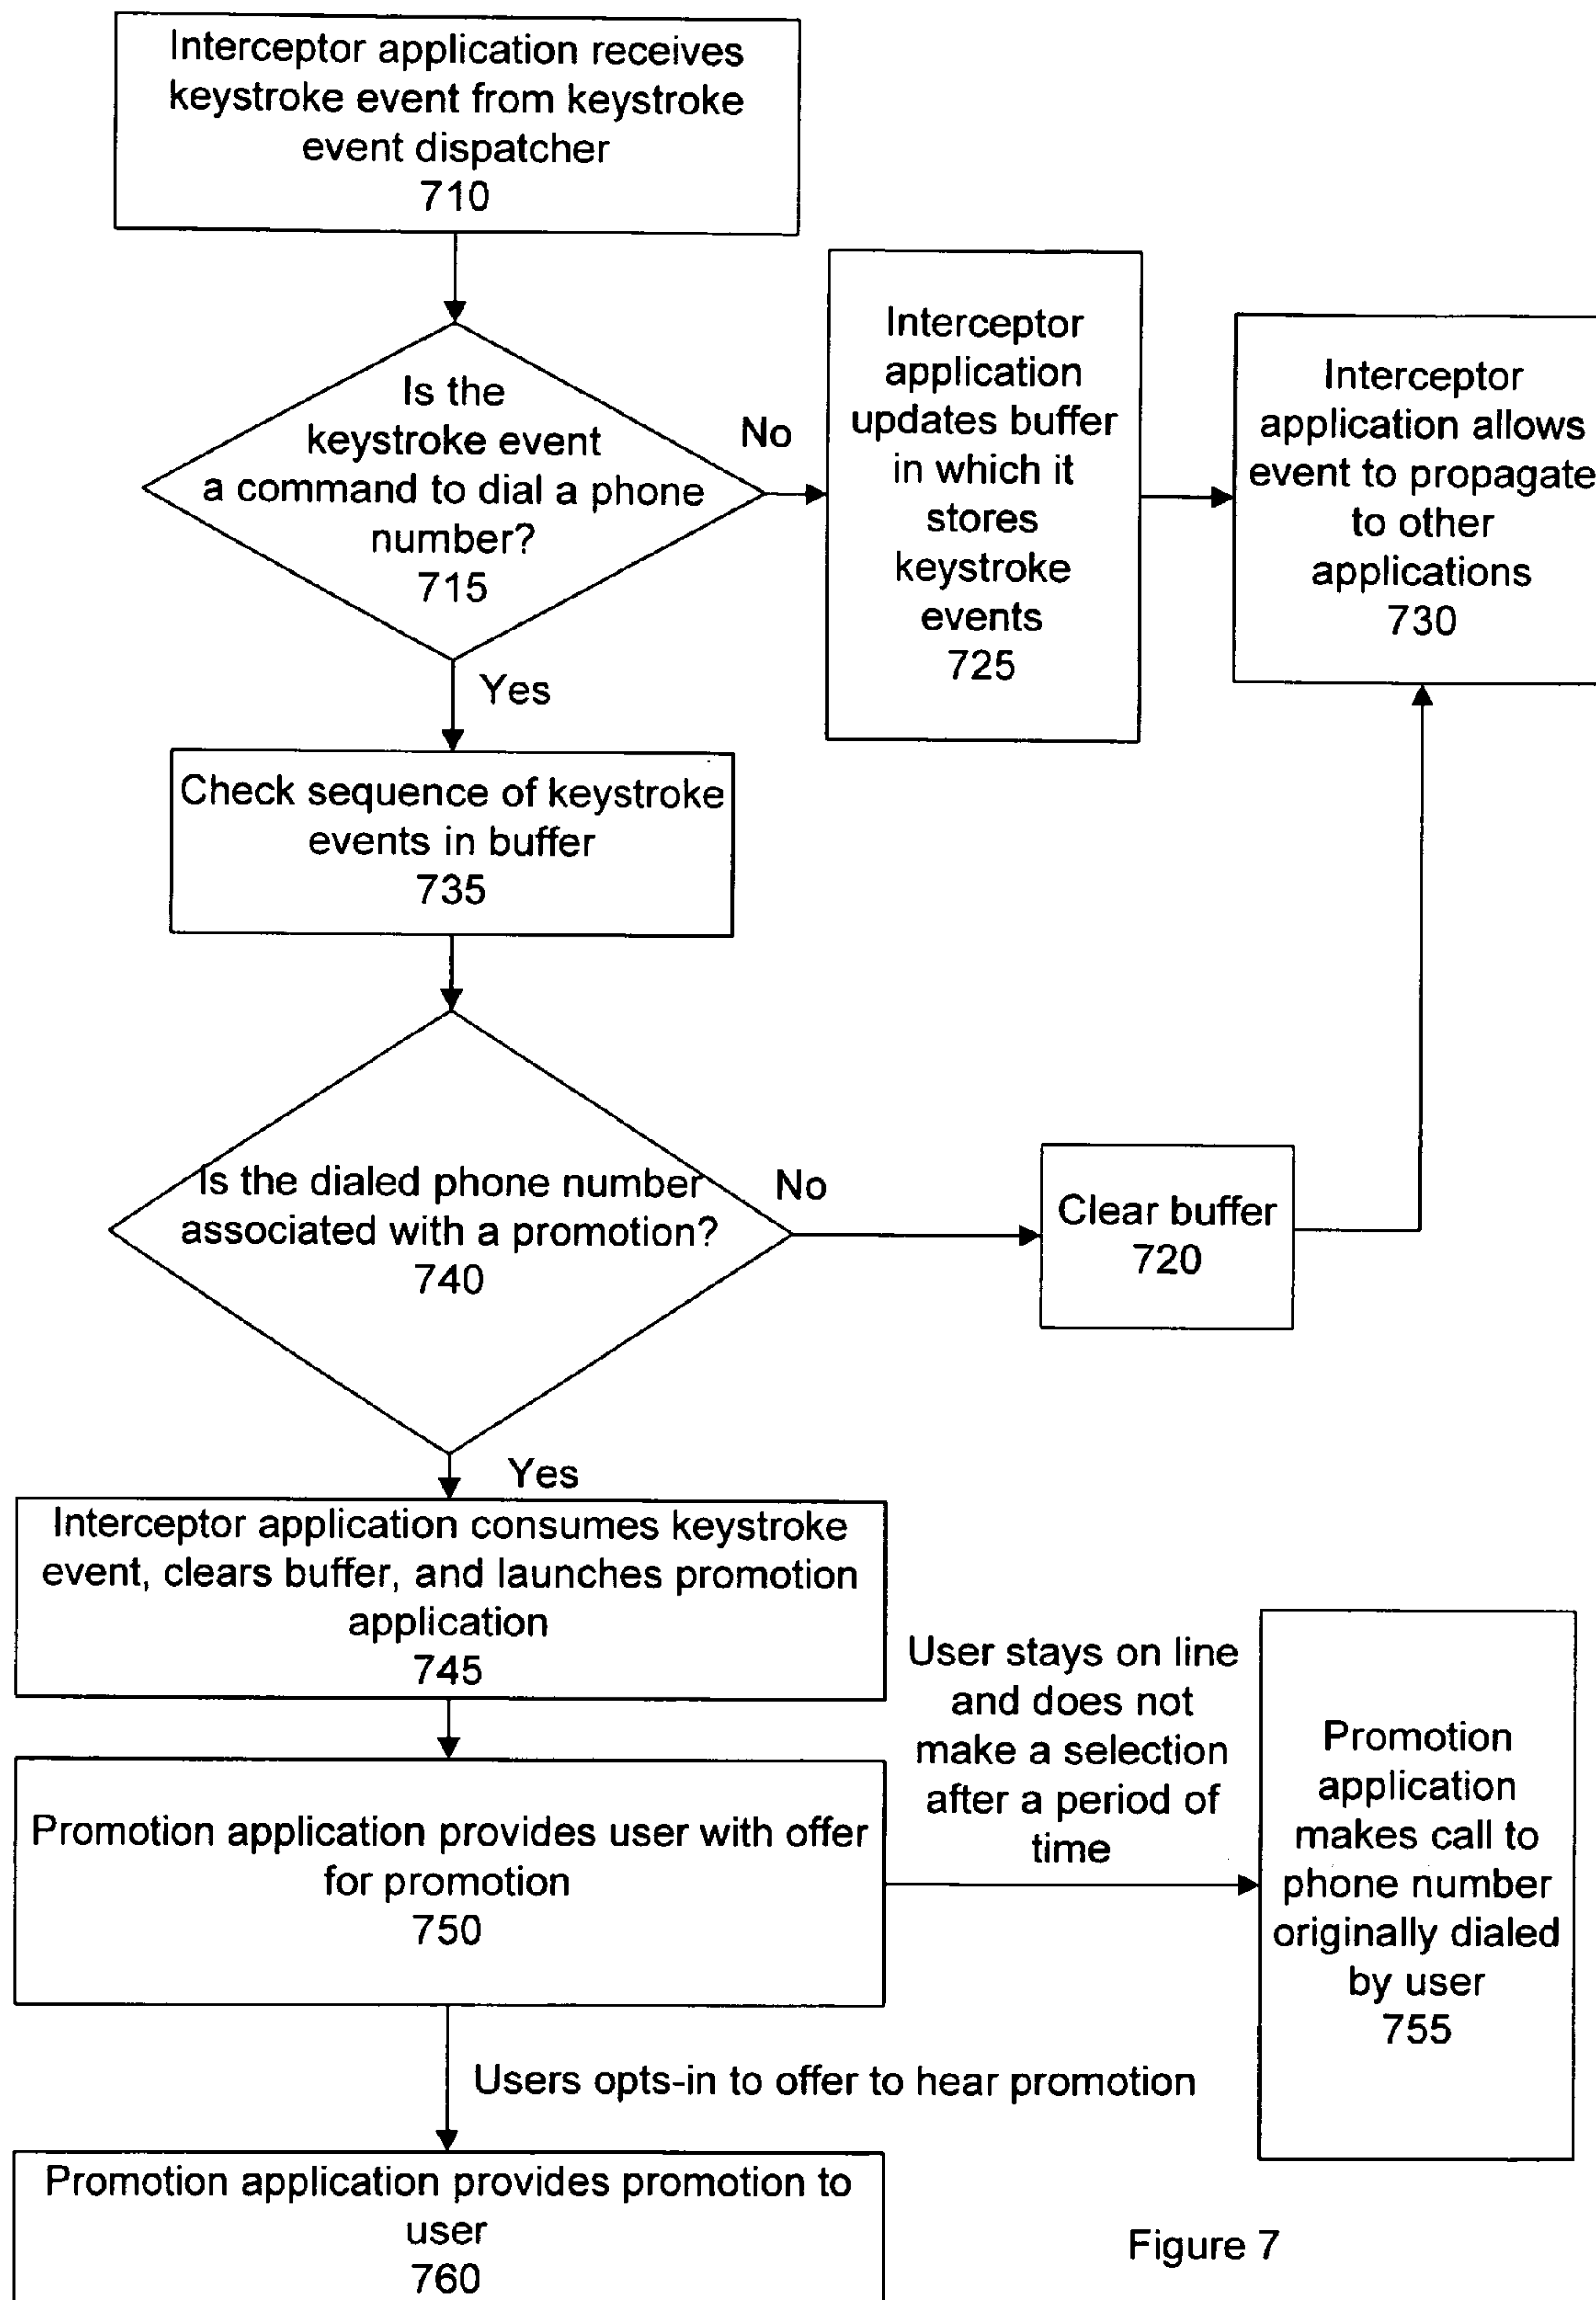 Interceptor application receives
keystroke event from keystroke
event dispatcher
710
Is the
keystroke event
a command to dial a phone
number?
715
No
Interceptor
application
updates buffer
in which it
stores
keystroke
events
725
Interceptor
application allows
event to propagate
to other
applications
730
Yes
Check sequence of keystroke
events in buffer
735
Is the dialed phone number
associated with a promotion?
740
No
Clear buffer
720
Yes
Interceptor application consumes keystroke
event, clears buffer, and launches promotion
application
745
User stays on line
and does not
make a selection
after a period of
time
Promotion
application
makes call to
phone number
originally dialed
by user
755
Promotion application provides user with offer
for promotion
750
Users opts-in to offer to hear promotion
Promotion application provides promotion to
user
760
Figure 7